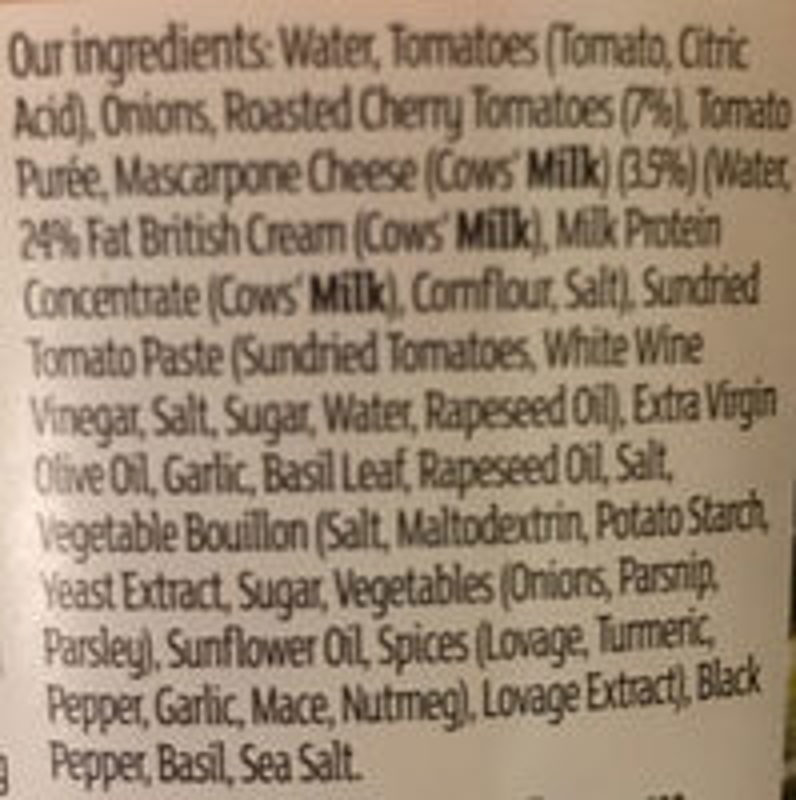 Our ingredients: Water, Tomatoes (Tomato, Citric
Acid), Onions, Roasted Cherry Tomatoes (7%), Tomato
Purée, Mascarpone Cheese (Cows' Milk) (3.5%) (Water,
24% Fat British Cream (Cows' Milk), Milk Protein
Concentrate (Cows' Milk), Cornflour, Salt), Sundried
Tomato Paste (Sundried Tomatoes, White Wine
Vinegar, Salt, Sugar, Water, Rapeseed Oil), Extra Virgin
Olive Oil, Garlic, Basil Leaf, Rapeseed Oil, Salt,
Vegetable Bouillon (Salt, Maltodextrin, Potato Starch,
Yeast Extract, Sugar, Vegetables (Onions, Parsnip,
Parsley), Sunflower Oil, Spices (Lovage, Turmeric,
Pepper, Garlic, Mace, Nutmeg), Lovage Extract), Black
Pepper, Basil, Sea Salt.